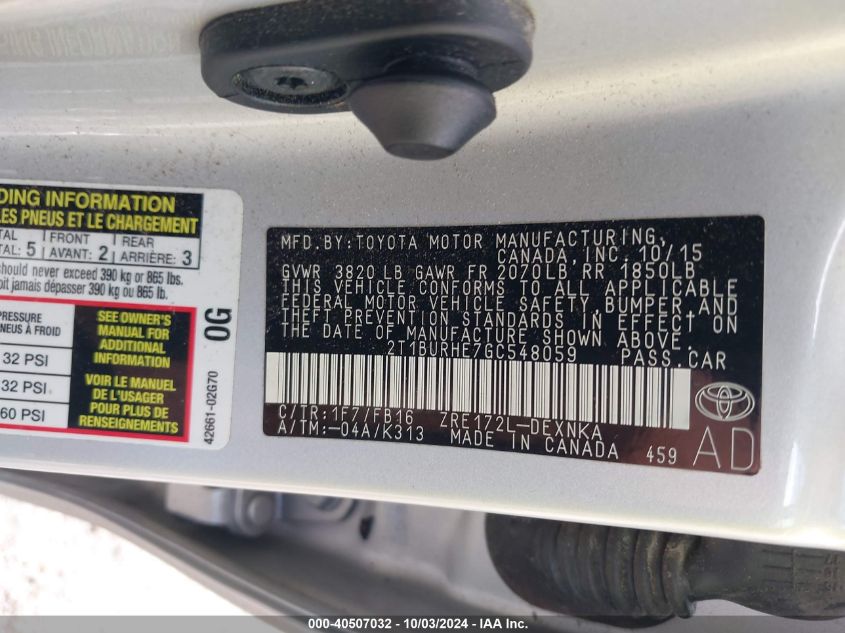 DING INFORMATION
LES PNEUS ET LE CHARGEMENT
TAL FRONT REAR
TAL: 5 AVANT: 2 ARRIÈRE: 3
hould never exceed 390 kg or 865 lbs.
oit jamais dépasser 390 kg ou 865 lb.
PRESSURE
NEUS À FROID
32 PSI
32 PSI
60 PSI
SEE OWNER'S
MANUAL FOR
ADDITIONAL
INFORMATION
VOIR LE MANUEL
DE L'USAGER
POUR PLUS DE
RENSEIGNEMENTS
0G
42661-02G70
MFD.BY:TOYOTA MOTOR MANUFACTURING,
CANADA, INC. 10/15
GVWR 3820 LB GAWR FR 2070LB RR 1850LB
THIS VEHICLE CONFORMS TO ALL APPLICABLE
FEDERAL MOTOR VEHICLE SAFETY, BUMPER, AND
THEFT PREVENTION STANDARDS IN EFFECT ON
THE DATE OF MANUFACTURE SHOWN ABOVE.
2T1BURHE7GC548059 PASS.CAR
C/TR:1F7/FB16 ZRE172L-DEXNKA
A/TM:-04A/K313 MADE IN CANADA 459
AD
000-40507032 - 10/03/2024 - IAA Inc.